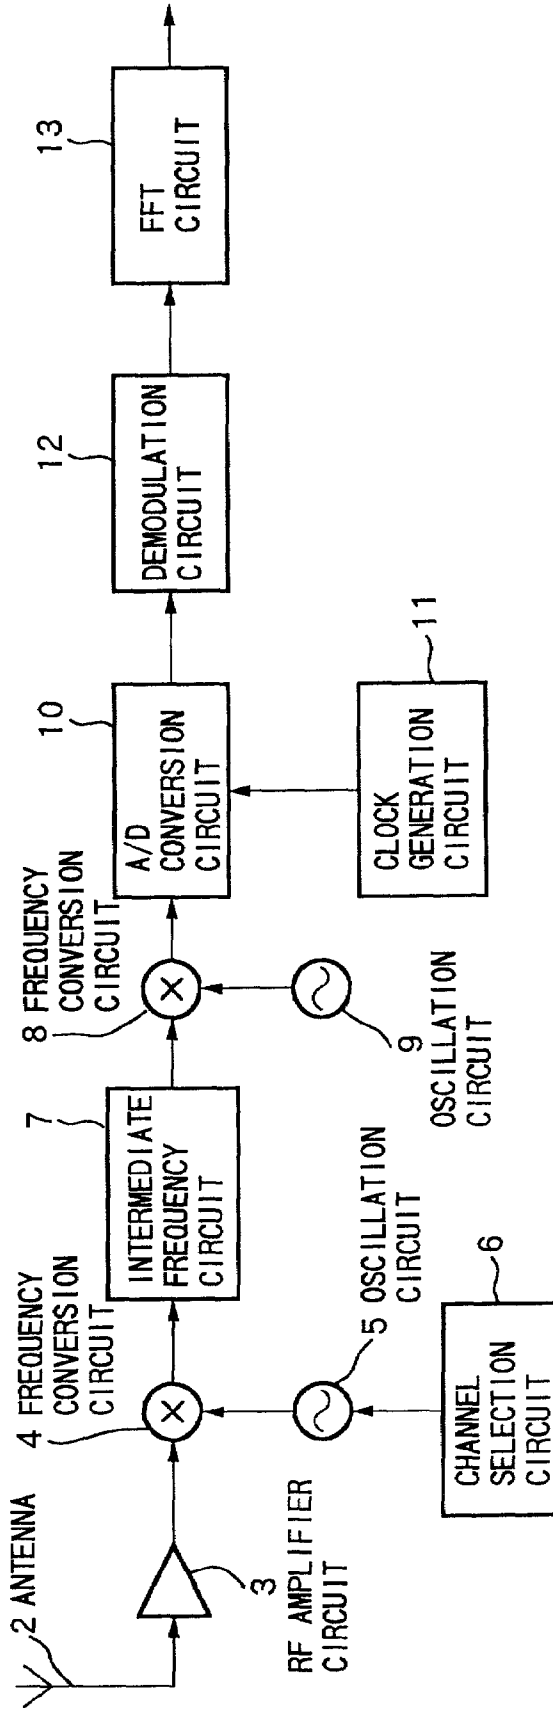 2 ANTENNA
3
RF AMPLIFIER
CIRCUIT
4 FREQUENCY
CONVERSION
CIRCUIT
5 OSCILLATION
CIRCUIT
6
CHANNEL
SELECTION
CIRCUIT
7
INTERMEDIATE
FREQUENCY
CIRCUIT
8 FREQUENCY
CONVERSION
CIRCUIT
9
OSCILLATION
CIRCUIT
10
A/D
CONVERSION
CIRCUIT
11
CLOCK
GENERATION
CIRCUIT
12
DEMODULATION
CIRCUIT
13
FFT
CIRCUIT